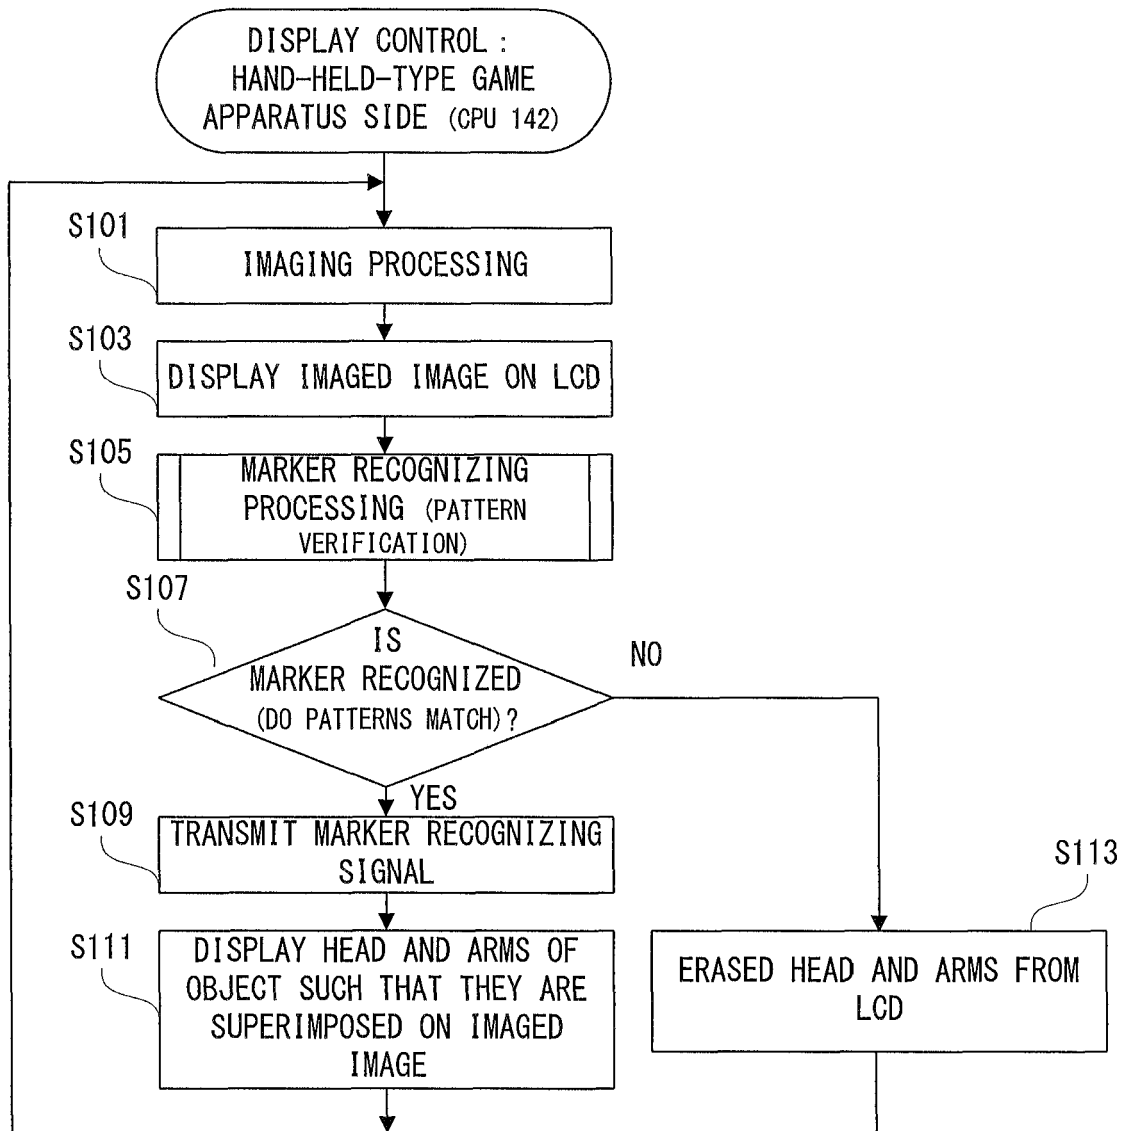 DISPLAY CONTROL :
HAND-HELD-TYPE GAME
APPARATUS SIDE (CPU 142)
S101
IMAGING PROCESSING
S103
DISPLAY IMAGED IMAGE ON LCD
S105
MARKER RECOGNIZING
PROCESSING (PATTERN
VERIFICATION)
S107
IS
MARKER RECOGNIZED
(DO PATTERNS MATCH)?
NO
YES
S109
TRANSMIT MARKER RECOGNIZING
SIGNAL
S111
DISPLAY HEAD AND ARMS OF
OBJECT SUCH THAT THEY ARE
SUPERIMPOSED ON IMAGED
IMAGE
S113
ERASED HEAD AND ARMS FROM
LCD